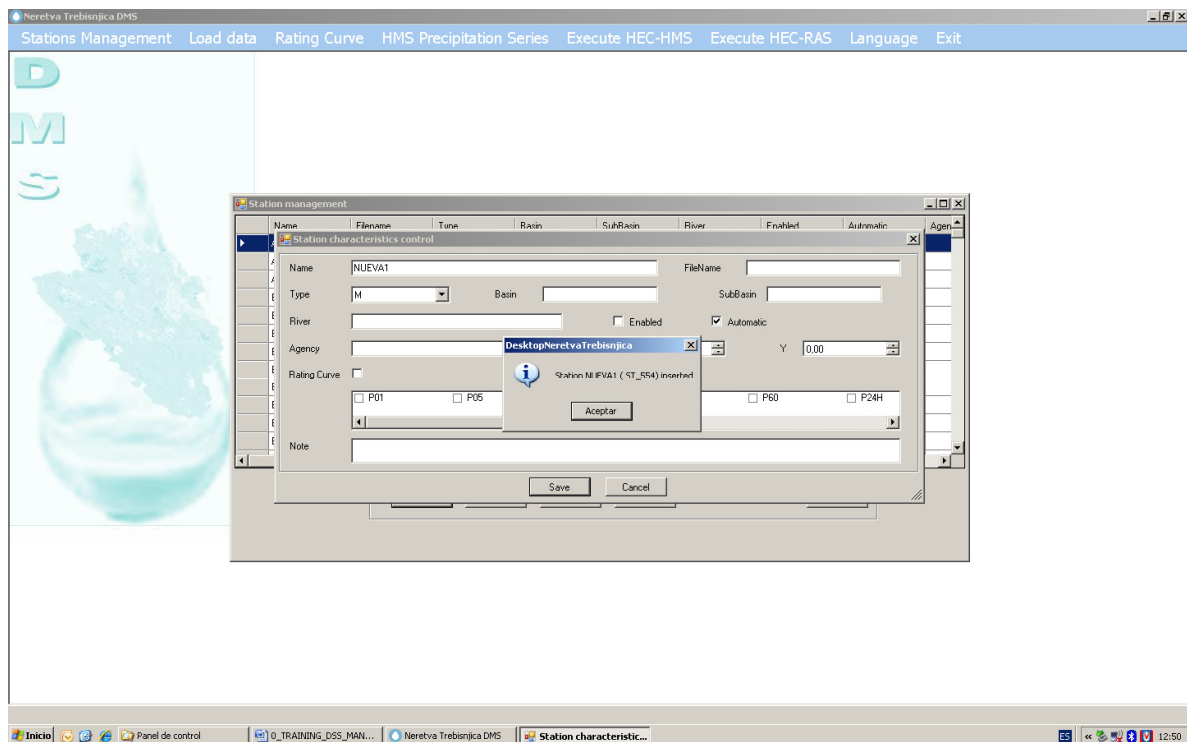 Neretva Trebisnjica DMS
Stations Management Load data Rating Curve HMS Precipitation Series Execute HEC-HMS Execute HEC-RAS Language Exit
D
M
S
Station management
Name Filename Type Basin SubBasin River Enabled Automatic Agen
Station characteristics control
Name NUEVA1 FileName
Type M Basin SubBasin
River Enabled Automatic
Agency Y 0,00
DesktopNeretvaTrebisnjica
Station NUEVA1 ( ST_554) inserted
Aceptar
Rating Curve
P01 P05 P60 P24H
Note
Save Cancel
Inicio Panel de control 0_TRAINING_DSS_MAN... Neretva Trebisnjica DMS Station characteristic... ES « 12:50